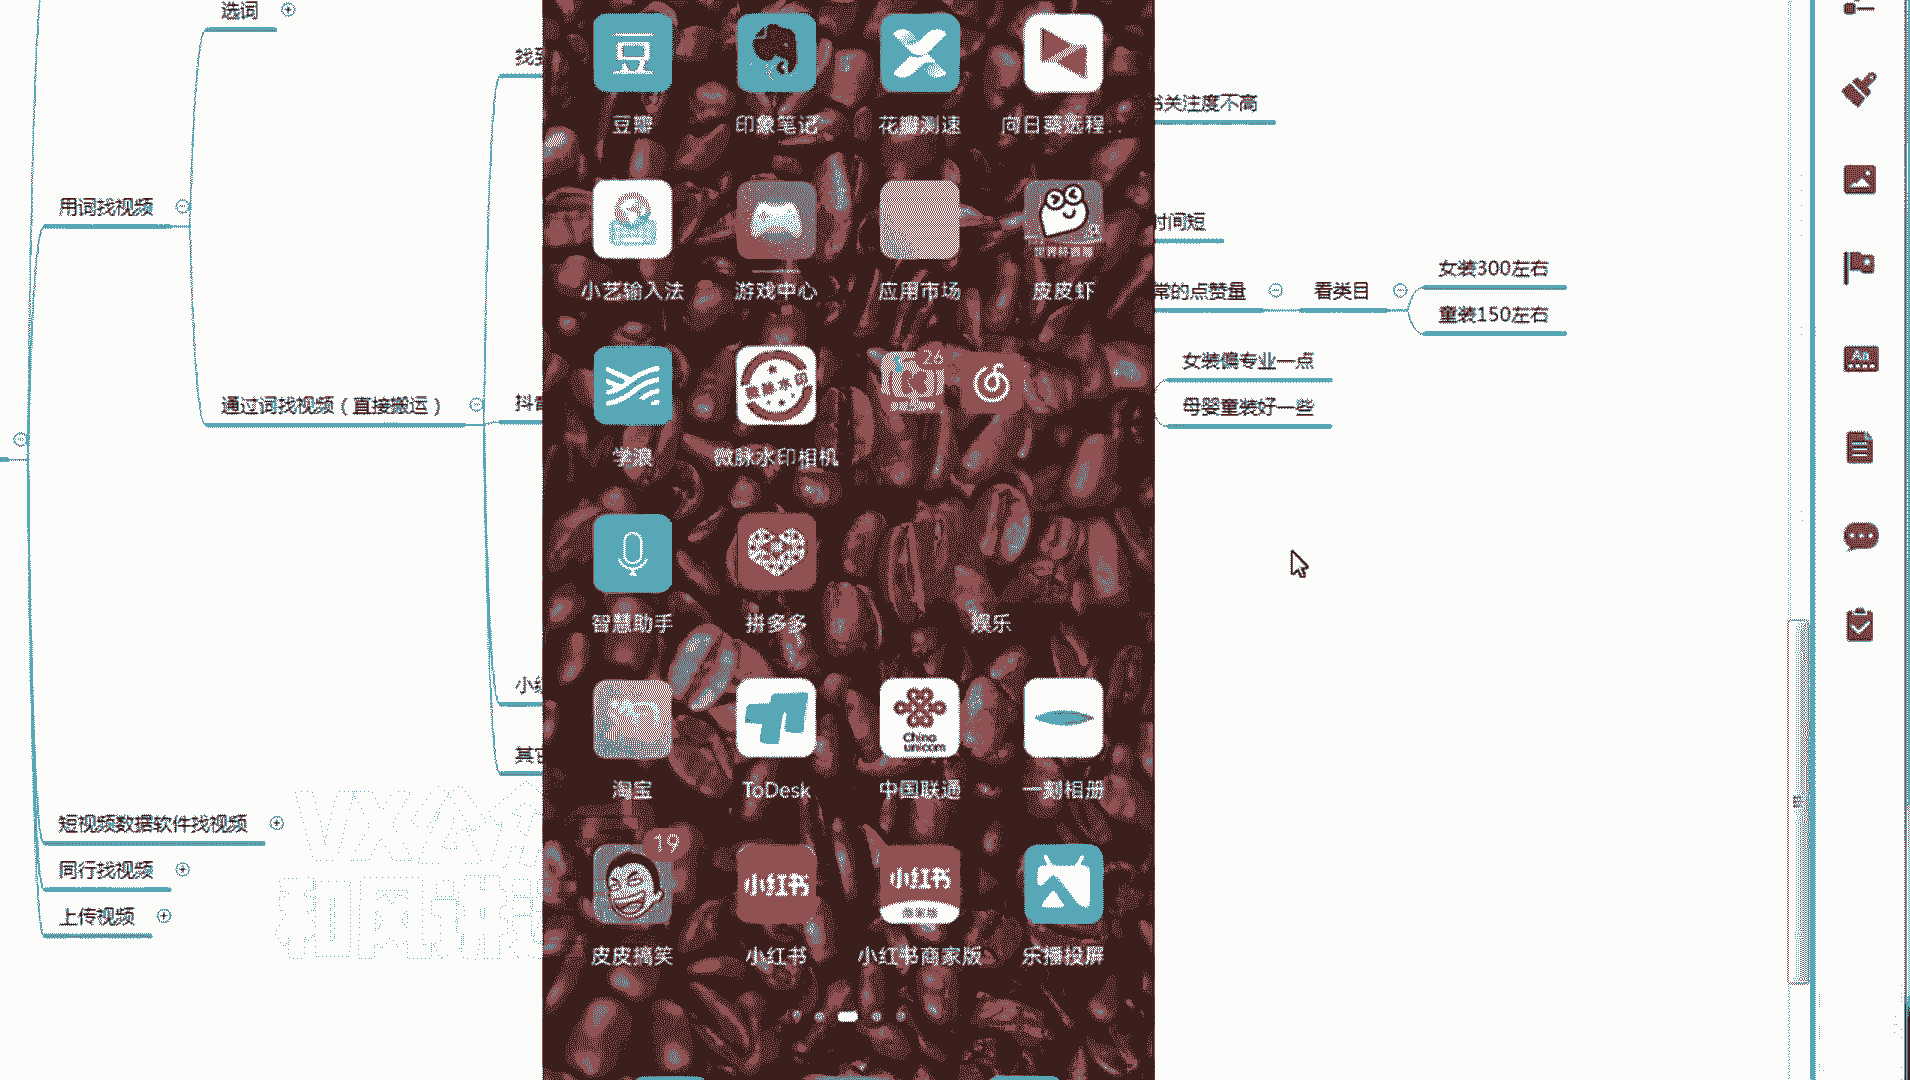 选词
用词找视频
通过词找视频（直接搬运）
短视频数据软件找视频
同行找视频
上传视频
豆
豆瓣
印象笔记
花瓣测速
向日葵远程..
小艺输入法
游戏中心
应用市场
皮皮虾
学浪
微脉水印相机
26
智慧助手
拼多多
娱乐
淘宝
ToDesk
China
unicom
中国联通
一刻相册
19
皮皮搞笑
小红书
小红书
小红书
小红书商家版
乐播投屏
关注度不高
时间短
常的点赞量
看类目
女装300左右
童装150左右
女装偏专业一点
母婴童装好一些
Aa